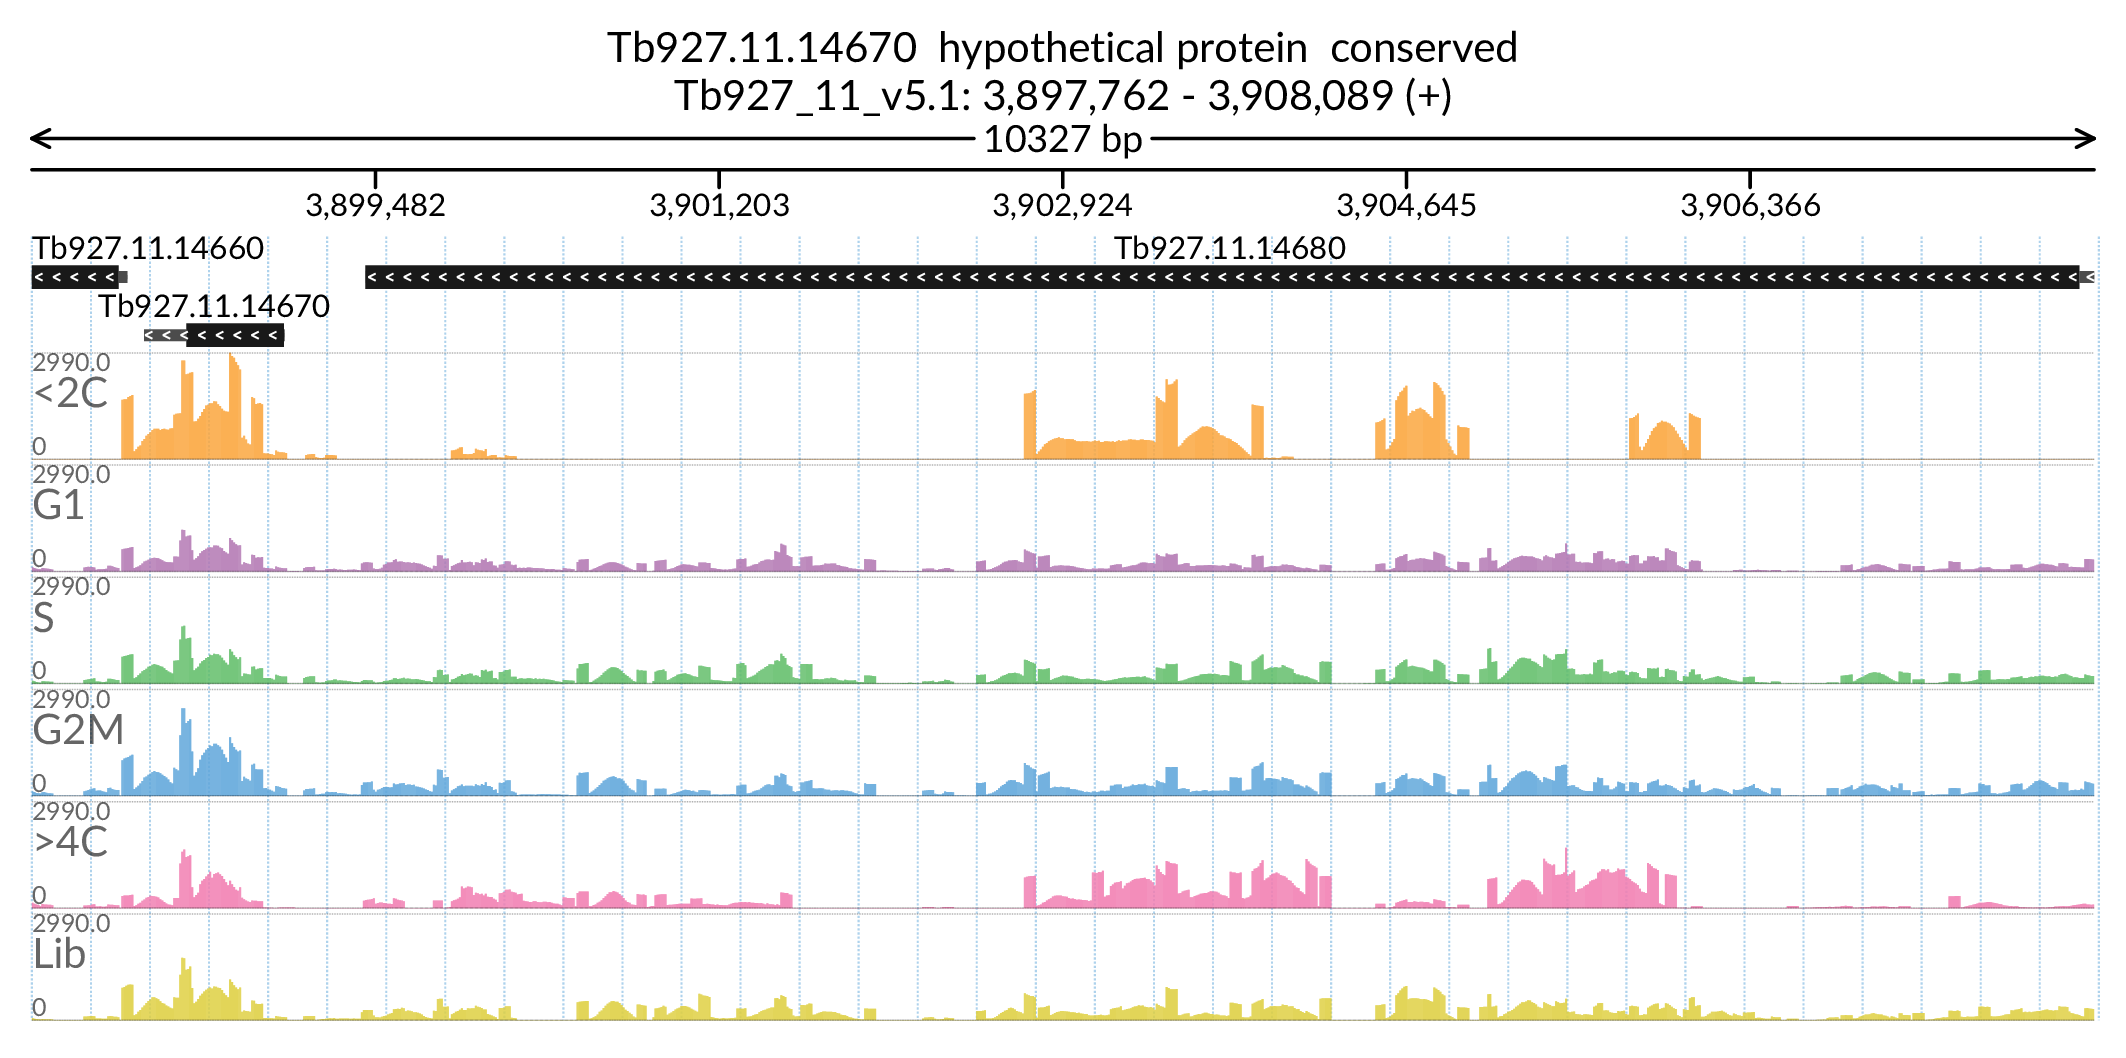 Tb927.11.14670 hypothetical protein conserved
Tb927_11_v5.1: 3,897,762 - 3,908,089 (+)
10327 bp
3,899,482 3,901,203 3,902,924 3,904,645 3,906,366
Tb927.11.14660 Tb927.11.14680
Tb927.11.14670
2990.0
<2C
0
2990.0
G1
0
2990.0
S
0
2990.0
G2M
0
2990.0
>4C
0
2990.0
Lib
0